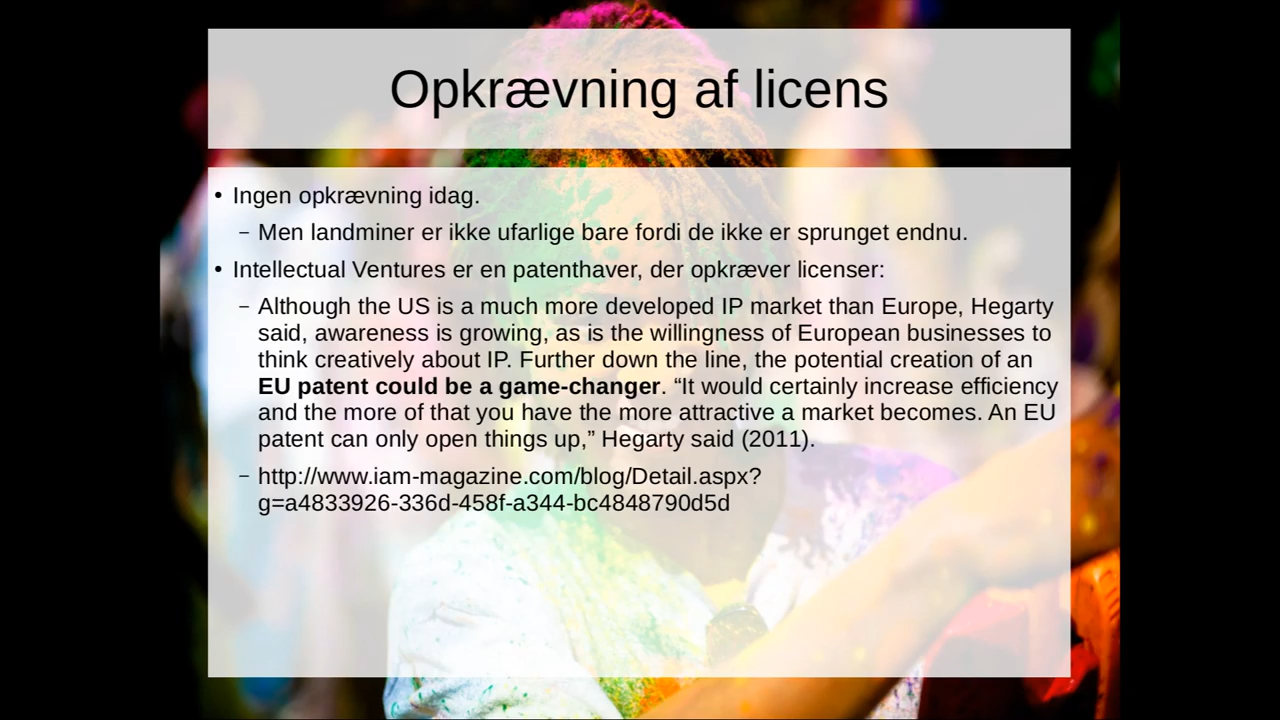 Opkrævning af licens
• Ingen opkrævning idag.
– Men landminer er ikke ufarlige bare fordi de ikke er sprunget endnu.
• Intellectual Ventures er en patenthaver, der opkræver licenser:
– Although the US is a much more developed IP market than Europe, Hegarty
said, awareness is growing, as is the willingness of European businesses to
think creatively about IP. Further down the line, the potential creation of an
EU patent could be a game-changer. “It would certainly increase efficiency
and the more of that you have the more attractive a market becomes. An EU
patent can only open things up,” Hegarty said (2011).
– http://www.iam-magazine.com/blog/Detail.aspx?
g=a4833926-336d-458f-a344-bc4848790d5d